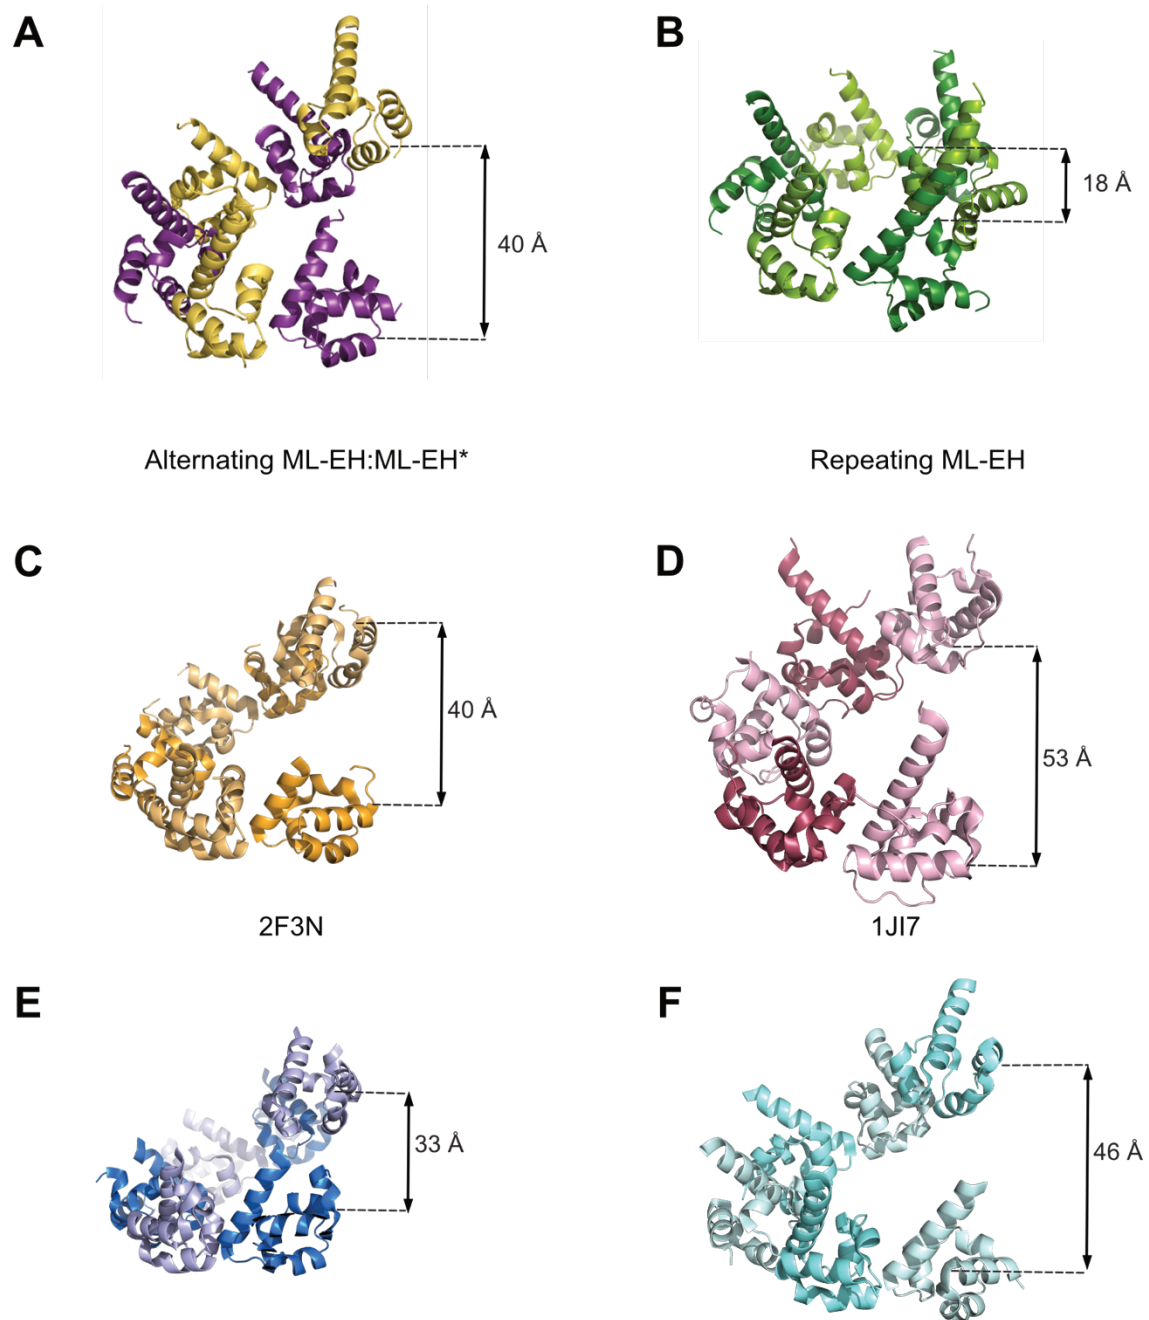 A
B
40 Å
18 Å
Alternating ML-EH:ML-EH*
Repeating ML-EH
C
D
40 Å
53 Å
2F3N
1JI7
E
F
33 Å
46 Å